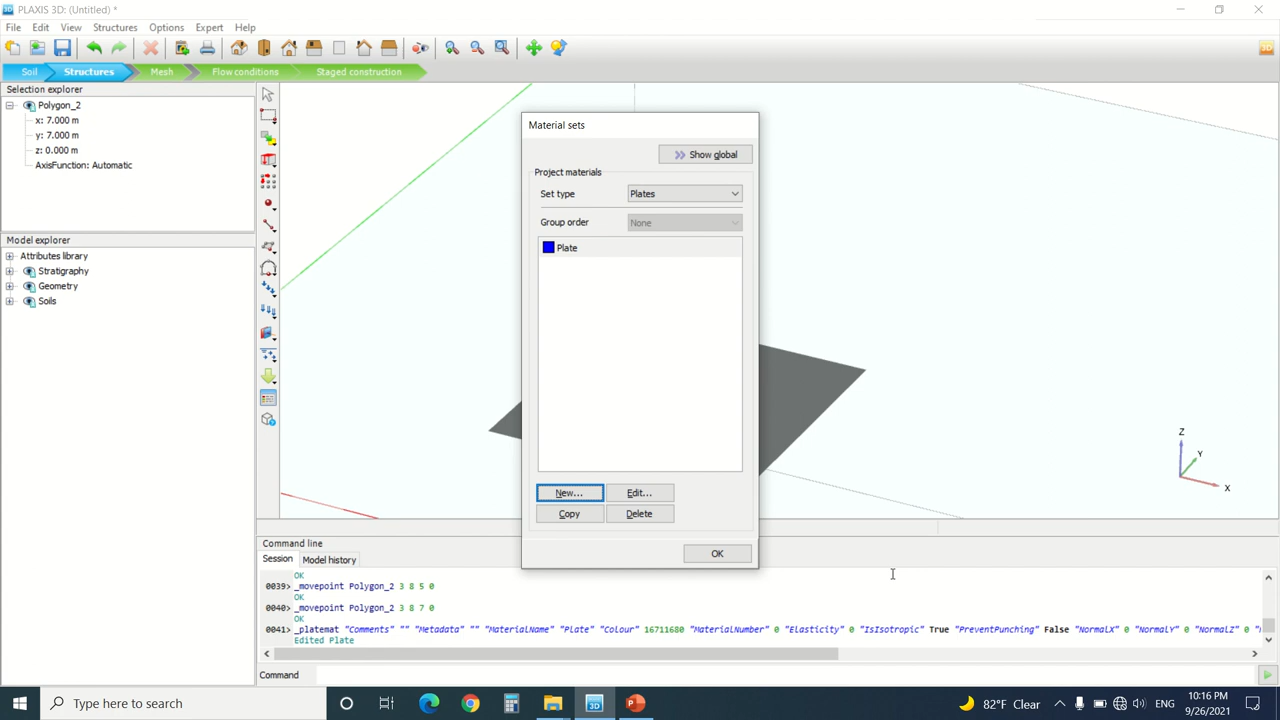 PLAXIS 3D: (Untitled) *
File Edit View Structures Options Expert Help
Soil Structures Mesh Flow conditions Staged construction
Selection explorer
Polygon_2
x: 7.000 m
y: 7.000 m
z: 0.000 m
AxisFunction: Automatic
Model explorer
Attributes library
Stratigraphy
Geometry
Soils
Material sets
Show global
Project materials
Set type Plates
Group order None
Plate
New... Edit...
Copy Delete
OK
Z
Y
X
Command line
Session Model history
OK
0039> _movepoint Polygon_2 3 8 5 0
OK
0040> _movepoint Polygon_2 3 8 7 0
OK
0041> _platemat "Comments" "" "Metadata" "" "MaterialName" "Plate" "Colour" 16711680 "MaterialNumber" 0 "Elasticity" 0 "IsIsotropic" True "PreventPunching" False "NormalX" 0 "NormalY" 0 "NormalZ" 0
Edited Plate
Command
Type here to search
82°F Clear
ENG
10:16 PM
9/26/2021
3D